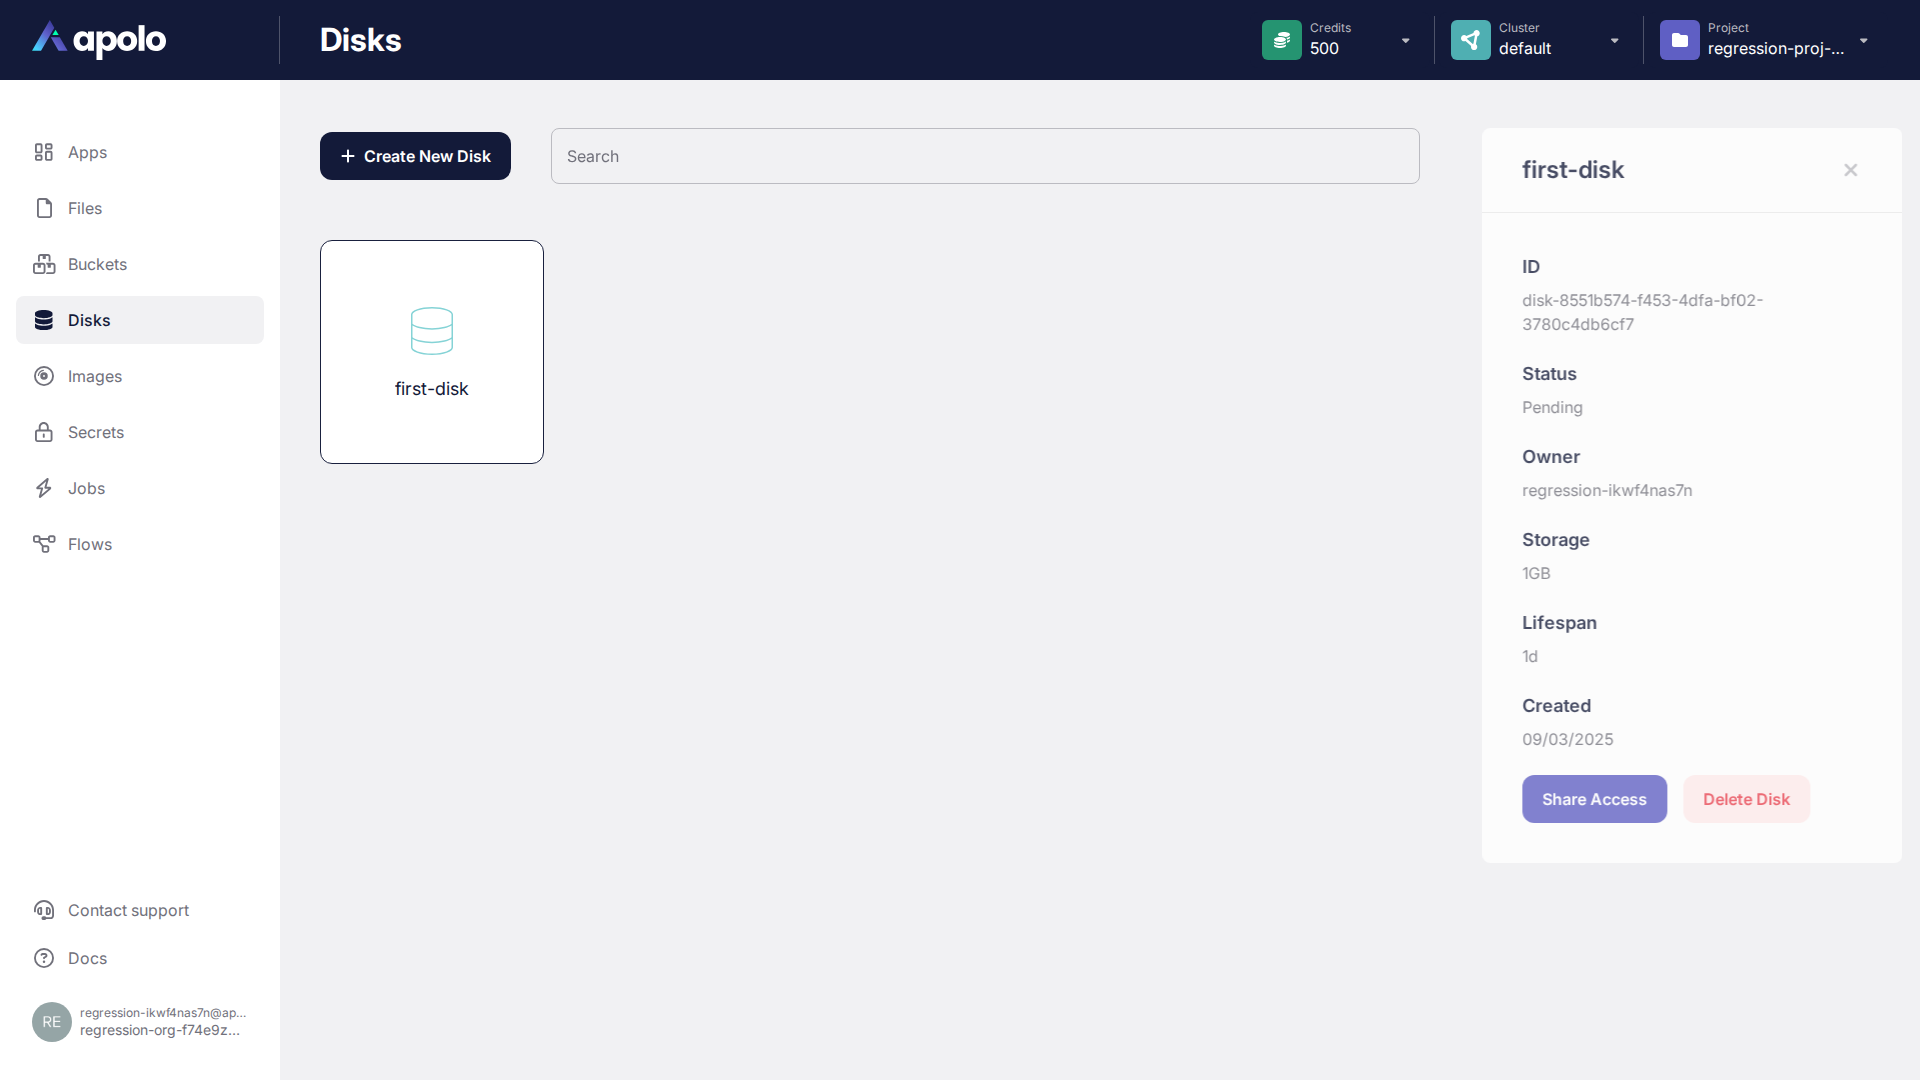 apolo
Disks
Credits
500
Cluster
default
Project
regression-proj-...
Apps
Files
Buckets
Disks
Images
Secrets
Jobs
Flows
Contact support
Docs
RE
regression-ikwf4nas7n@ap...
regression-org-f74e9z...
Create New Disk
Search
first-disk
first-disk
ID
disk-8551b574-f453-4dfa-bf02-
3780c4db6cf7
Status
Pending
Owner
regression-ikwf4nas7n
Storage
1GB
Lifespan
1d
Created
09/03/2025
Share Access
Delete Disk